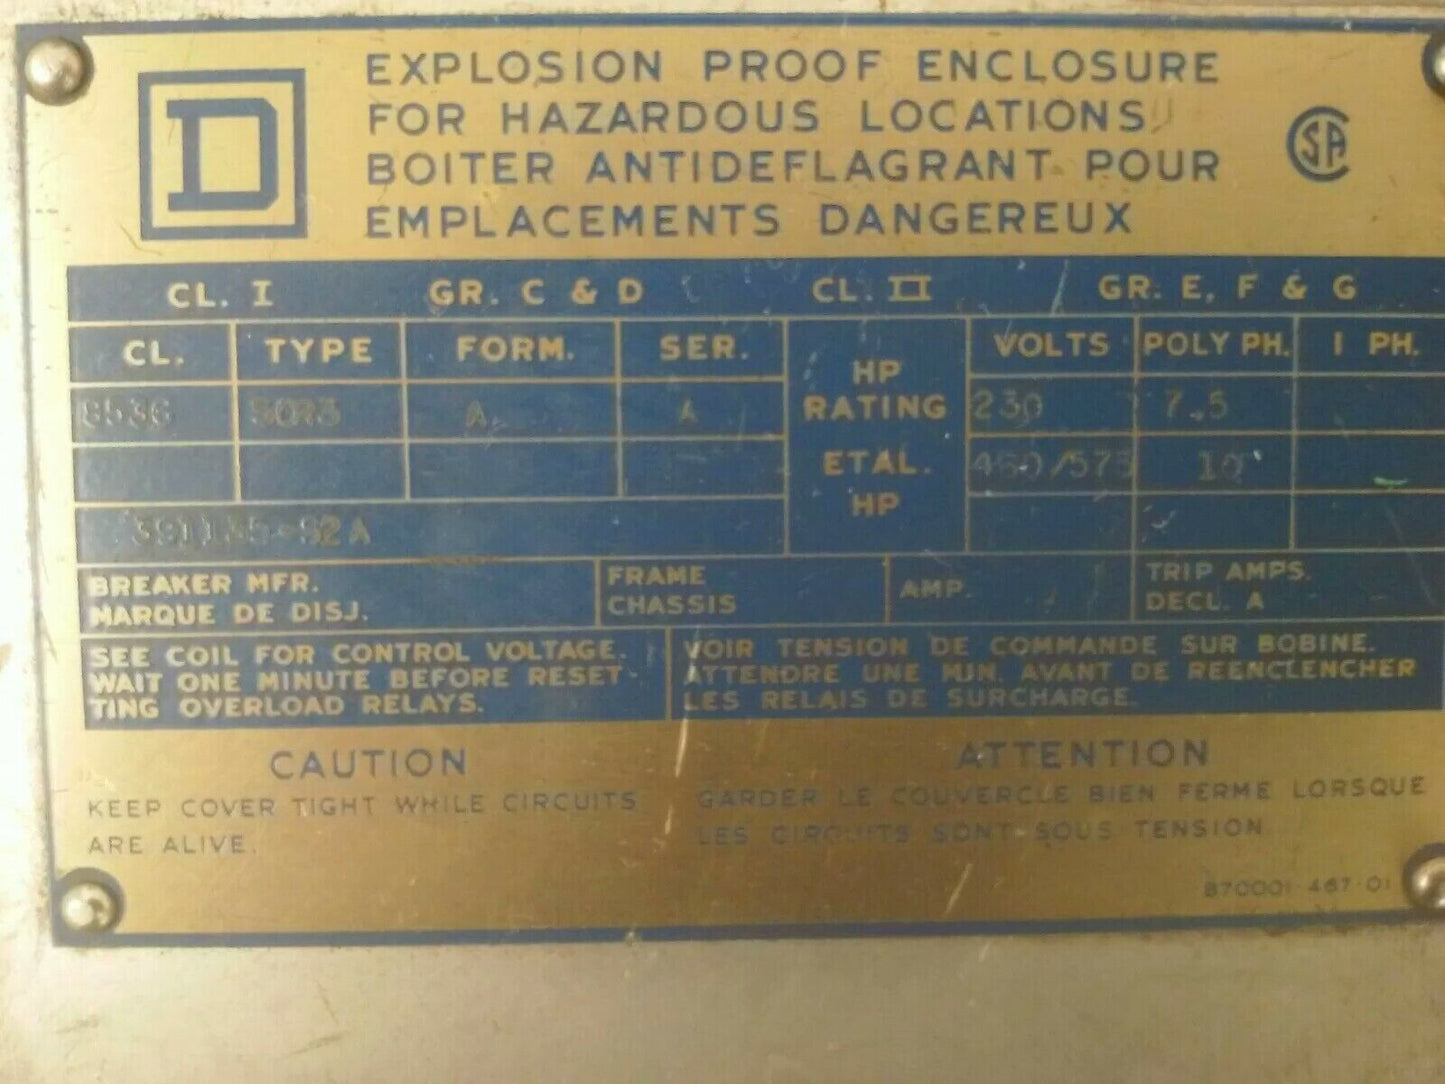 D
EXPLOSION PROOF ENCLOSURE
FOR HAZARDOUS LOCATIONS
BOITER ANTIDEFLAGRANT POUR
EMPLACEMENTS DANGEREUX
CSA
CL. I GR. C & D CL. II GR. E, F & G
CL. TYPE FORM. SER. HP RATING ETAL. HP VOLTS POLY PH. 1 PH.
8536 SCR3 A A 230 7.5
460/575 10
BREAKER MFR. FRAME AMP. TRIP AMPS.
MARQUE DE DISJ. CHASSIS DECL. A
SEE COIL FOR CONTROL VOLTAGE.
WAIT ONE MINUTE BEFORE RESET-
TING OVERLOAD RELAYS.
VOIR TENSION DE COMMANDE SUR BOBINE.
ATTENDRE UNE MIN. AVANT DE REENCLENCHER
LES RELAIS DE SURCHARGE.
CAUTION
KEEP COVER TIGHT WHILE CIRCUITS
ARE ALIVE.
ATTENTION
GARDER LE COUVERCLE BIEN FERME LORSQUE
LES CIRCUITS SONT SOUS TENSION
870001-467-01